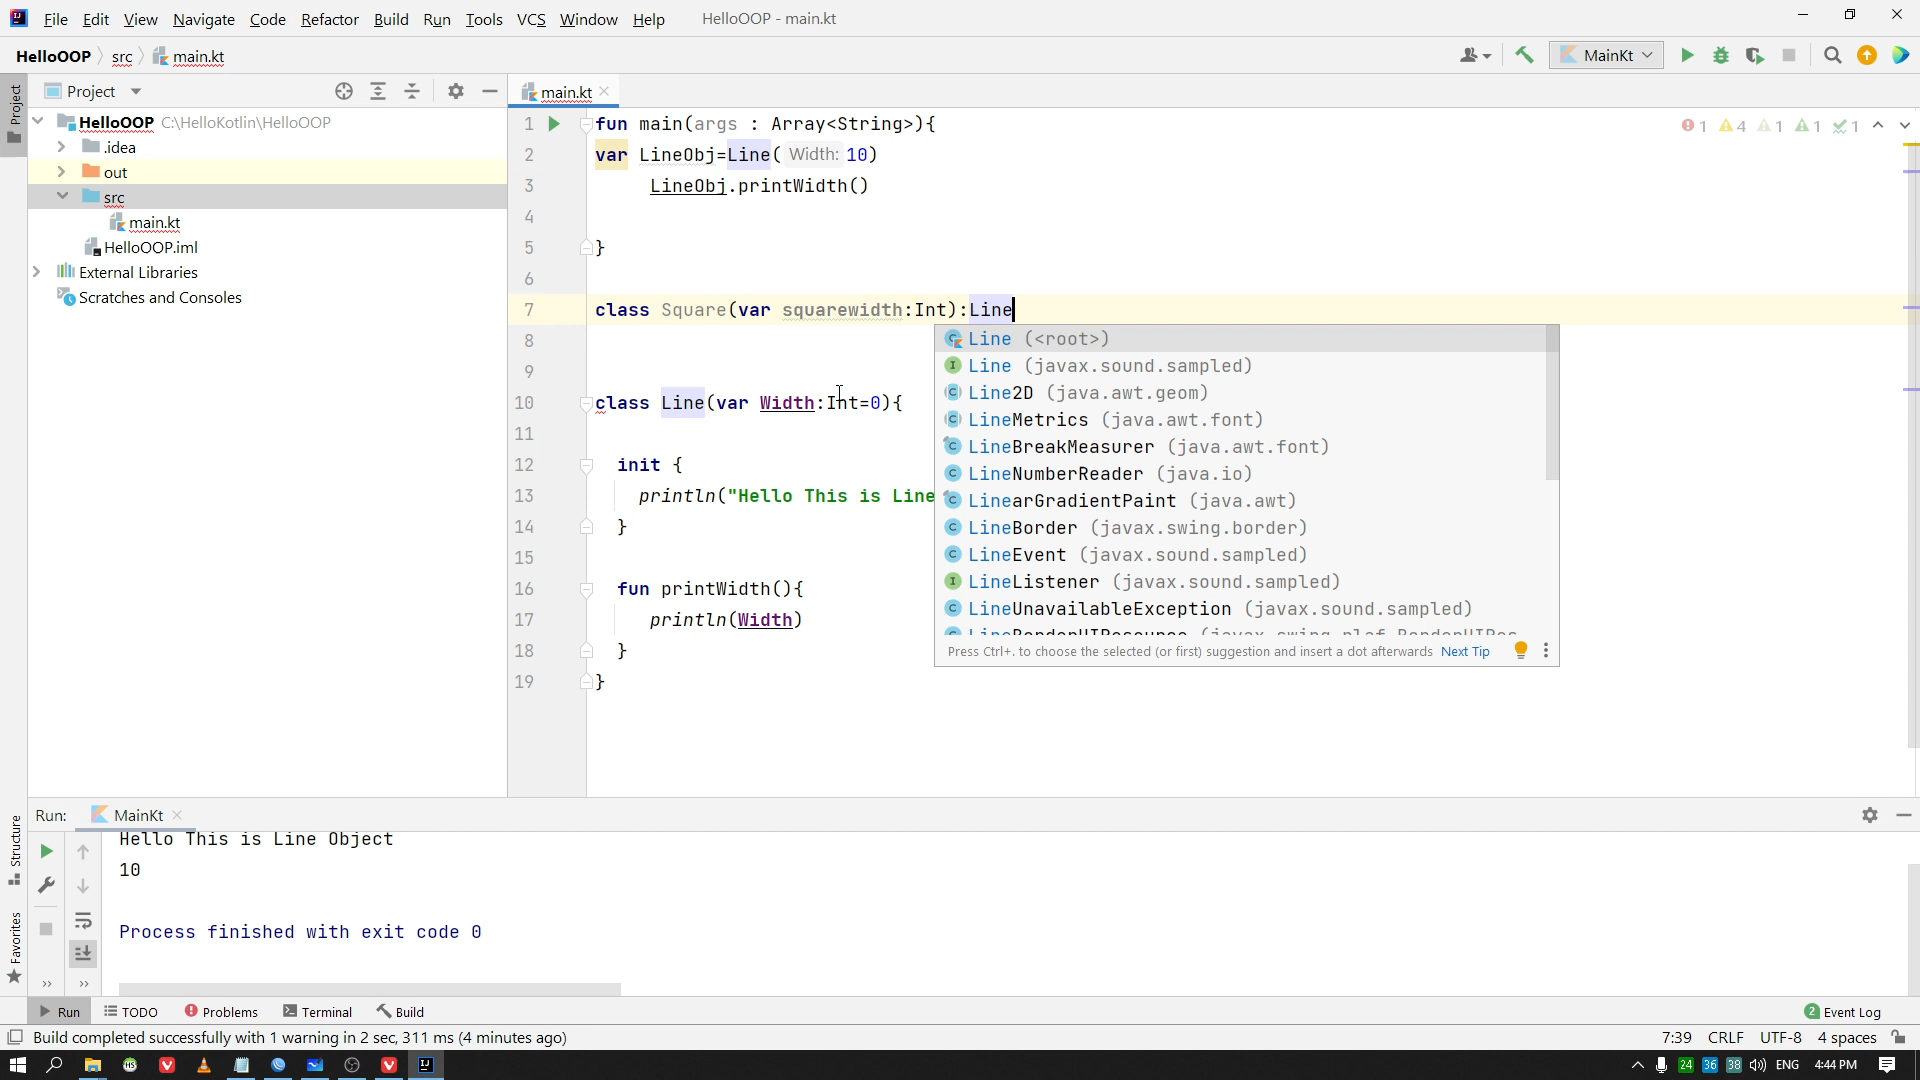 File Edit View Navigate Code Refactor Build Run Tools VCS Window Help HelloOOP - main.kt
HelloOOP src main.kt MainKt
Project main.kt
Project
HelloOOP C:\HelloKotlin\HelloOOP
.idea
out
src
main.kt
HelloOOP.iml
External Libraries
Scratches and Consoles
1 fun main(args : Array<String>){
2 var LineObj=Line( Width: 10)
3 LineObj.printWidth()
4
5 }
6
7 class Square(var squarewidth:Int):Line
8
9
10 class Line(var Width:Int=0){
11
12 init {
13 println("Hello This is Line
14 }
15
16 fun printWidth(){
17 println(Width)
18 }
19 }
1 4 1 1 1
Line (<root>)
Line (javax.sound.sampled)
Line2D (java.awt.geom)
LineMetrics (java.awt.font)
LineBreakMeasurer (java.awt.font)
LineNumberReader (java.io)
LinearGradientPaint (java.awt)
LineBorder (javax.swing.border)
LineEvent (javax.sound.sampled)
LineListener (javax.sound.sampled)
LineUnavailableException (javax.sound.sampled)
Press Ctrl+. to choose the selected (or first) suggestion and insert a dot afterwards Next Tip
Structure
Favorites
Run: MainKt
Hello This is Line Object
10
Process finished with exit code 0
Run TODO Problems Terminal Build 2 Event Log
Build completed successfully with 1 warning in 2 sec, 311 ms (4 minutes ago) 7:39 CRLF UTF-8 4 spaces
24 36 38 ENG 4:44 PM